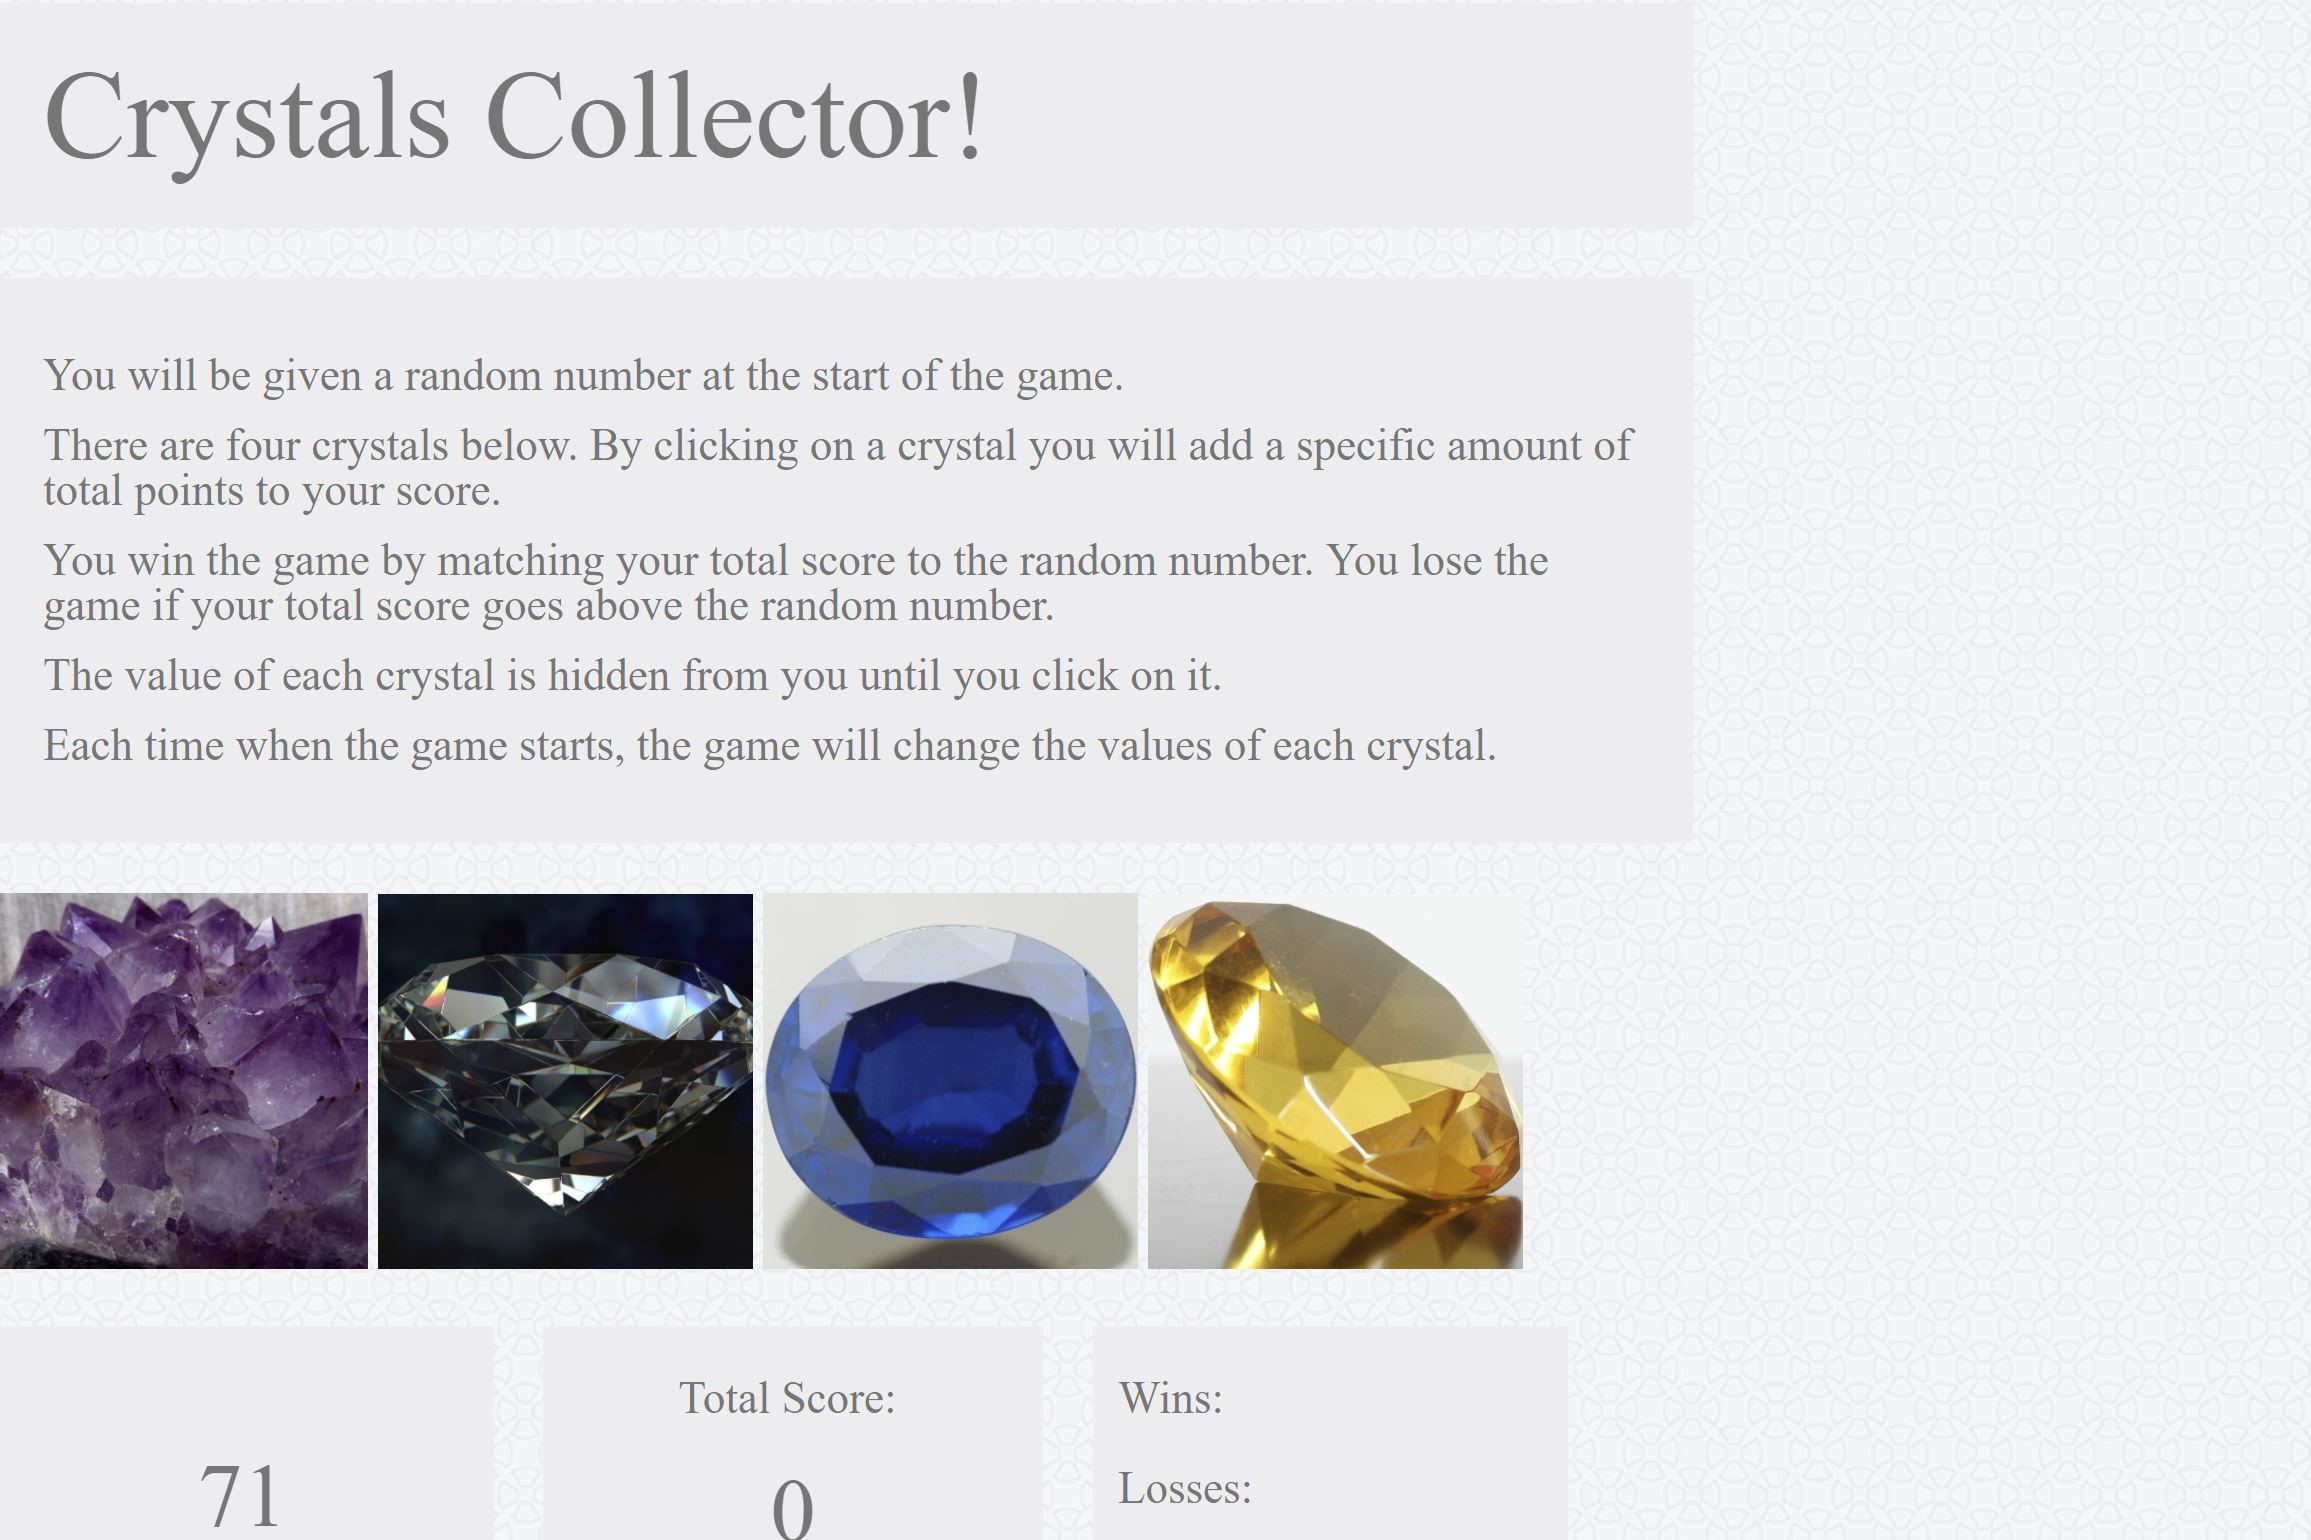 Crystals Collector!
You will be given a random number at the start of the game.
There are four crystals below. By clicking on a crystal you will add a specific amount of
total points to your score.
You win the game by matching your total score to the random number. You lose the
game if your total score goes above the random number.
The value of each crystal is hidden from you until you click on it.
Each time when the game starts, the game will change the values of each crystal.
71
Total Score:
0
Wins:
Losses: